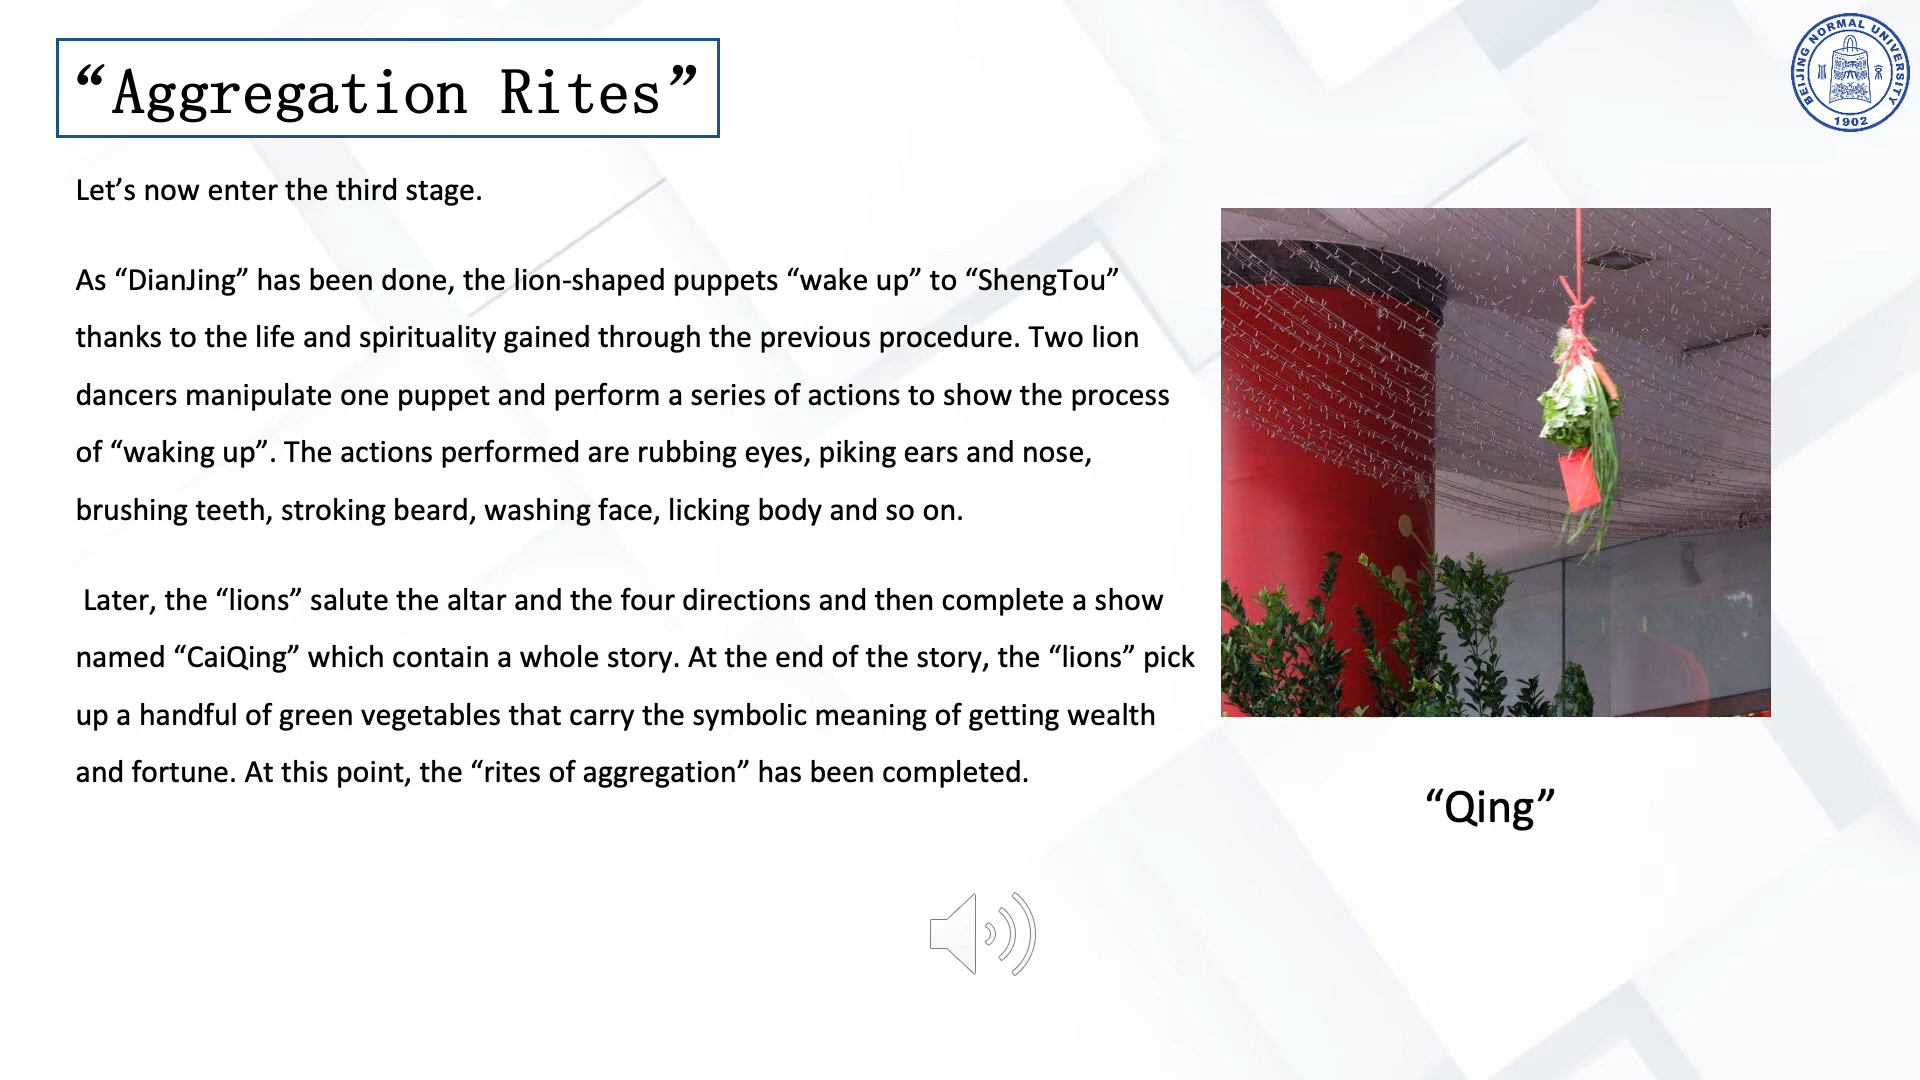 “Aggregation Rites”
BEIJING NORMAL UNIVERSITY
1902
Let’s now enter the third stage.
As “DianJing” has been done, the lion-shaped puppets “wake up” to “ShengTou”
thanks to the life and spirituality gained through the previous procedure. Two lion
dancers manipulate one puppet and perform a series of actions to show the process
of “waking up”. The actions performed are rubbing eyes, piking ears and nose,
brushing teeth, stroking beard, washing face, licking body and so on.
Later, the “lions” salute the altar and the four directions and then complete a show
named “CaiQing” which contain a whole story. At the end of the story, the “lions” pick
up a handful of green vegetables that carry the symbolic meaning of getting wealth
and fortune. At this point, the “rites of aggregation” has been completed.
“Qing”